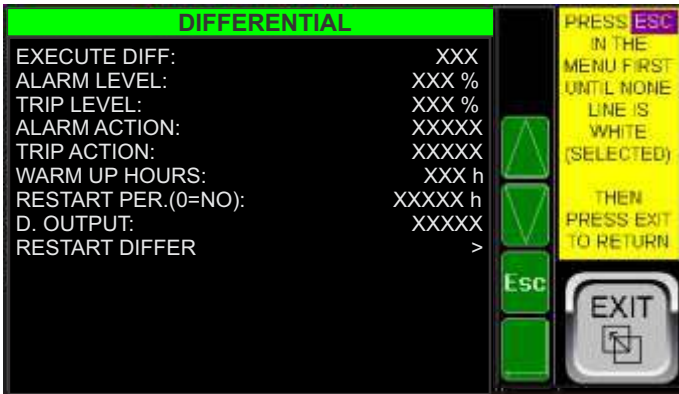 DIFFERENTIAL
EXECUTE DIFF: XXX
ALARM LEVEL: XXX %
TRIP LEVEL: XXX %
ALARM ACTION: XXXXX
TRIP ACTION: XXXXX
WARM UP HOURS: XXX h
RESTART PER.(0=NO): XXXXX h
D. OUTPUT: XXXXX
RESTART DIFFER >
Esc
PRESS ESC
IN THE
MENU FIRST
UNTIL NONE
LINE IS
WHITE
(SELECTED)
THEN
PRESS EXIT
TO RETURN
EXIT